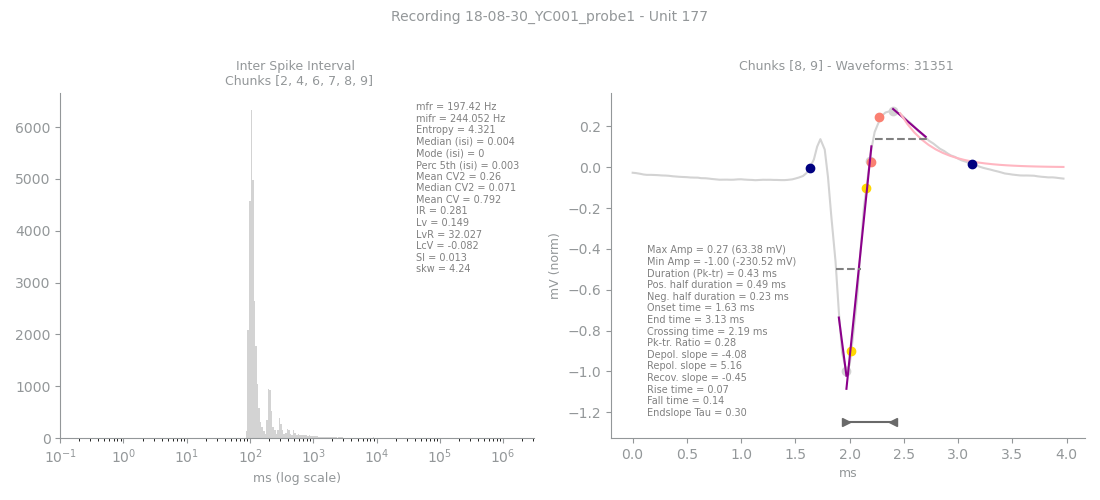 Recording 18-08-30_YC001_probe1 - Unit 177
Inter Spike Interval
Chunks [2, 4, 6, 7, 8, 9]
mfr = 197.42 Hz
mifr = 244.052 Hz
Entropy = 4.321
Median (isi) = 0.004
Mode (isi) = 0
Perc 5th (isi) = 0.003
Mean CV2 = 0.26
Median CV2 = 0.071
Mean CV = 0.792
IR = 0.281
Lv = 0.149
LvR = 32.027
LcV = -0.082
SI = 0.013
skw = 4.24
6000
5000
4000
3000
2000
1000
0
10⁻¹ 10⁰ 10¹ 10² 10³ 10⁴ 10⁵ 10⁶
ms (log scale)
Chunks [8, 9] - Waveforms: 31351
mV (norm)
0.2
0.0
−0.2
−0.4
−0.6
−0.8
−1.0
−1.2
Max Amp = 0.27 (63.38 mV)
Min Amp = -1.00 (-230.52 mV)
Duration (Pk-tr) = 0.43 ms
Pos. half duration = 0.49 ms
Neg. half duration = 0.23 ms
Onset time = 1.63 ms
End time = 3.13 ms
Crossing time = 2.19 ms
Pk-tr. Ratio = 0.28
Depol. slope = -4.08
Repol. slope = 5.16
Recov. slope = -0.45
Rise time = 0.07
Fall time = 0.14
Endslope Tau = 0.30
0.0 0.5 1.0 1.5 2.0 2.5 3.0 3.5 4.0
ms